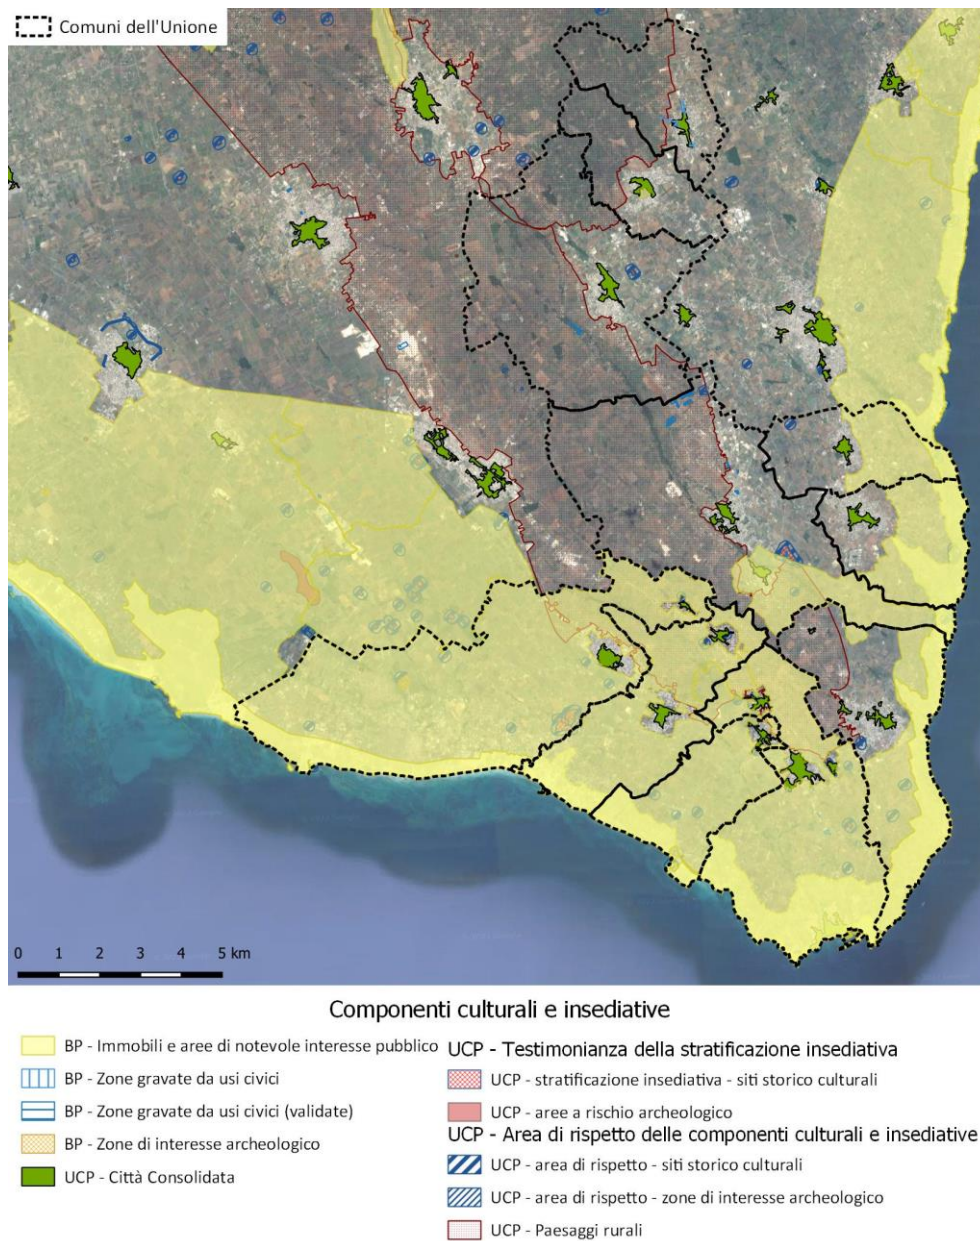 Comuni dell'Unione
0 1 2 3 4 5 km
Componenti culturali e insediative
BP - Immobili e aree di notevole interesse pubblico
BP - Zone gravate da usi civici
BP - Zone gravate da usi civici (validate)
BP - Zone di interesse archeologico
UCP - Città Consolidata
UCP - Testimonianza della stratificazione insediativa
UCP - stratificazione insediativa - siti storico culturali
UCP - aree a rischio archeologico
UCP - Area di rispetto delle componenti culturali e insediative
UCP - area di rispetto - siti storico culturali
UCP - area di rispetto - zone di interesse archeologico
UCP - Paesaggi rurali